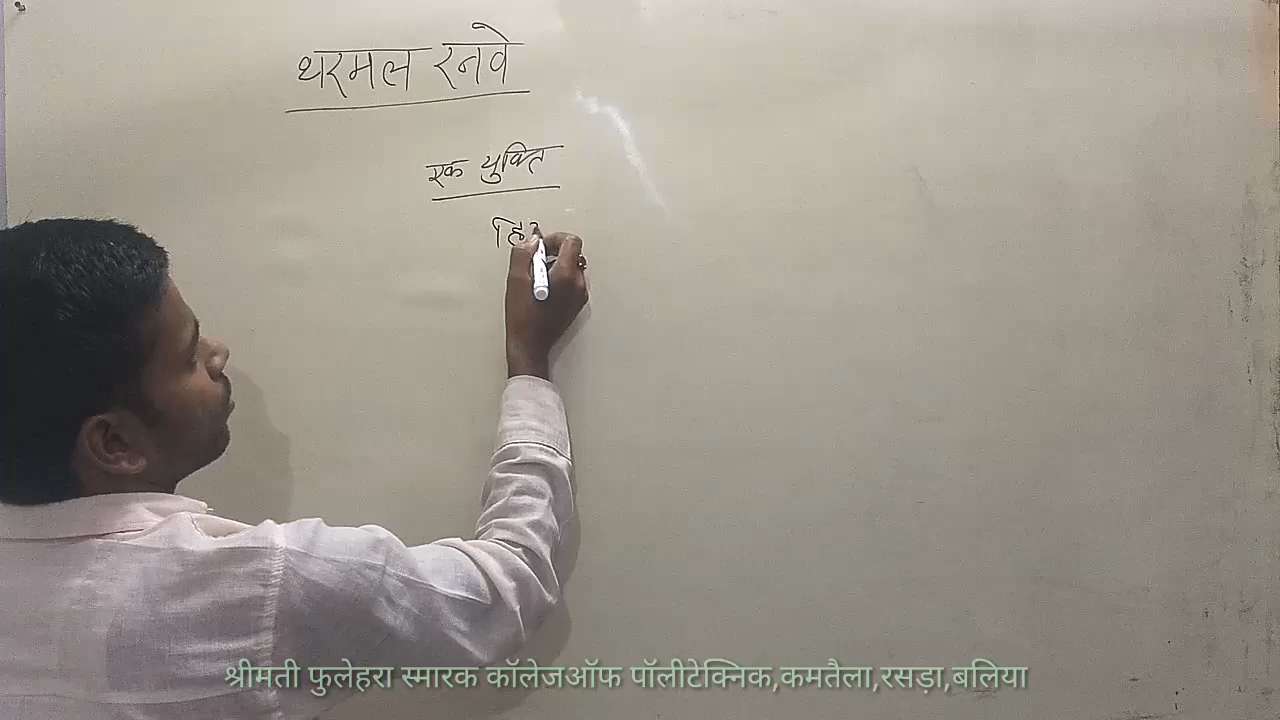 थरमल रनवे
एक युक्ति
हि
श्रीमती फुलेहरा स्मारक कॉलेजऑफ पॉलीटेक्निक,कमतैला,रसड़ा,बलिया